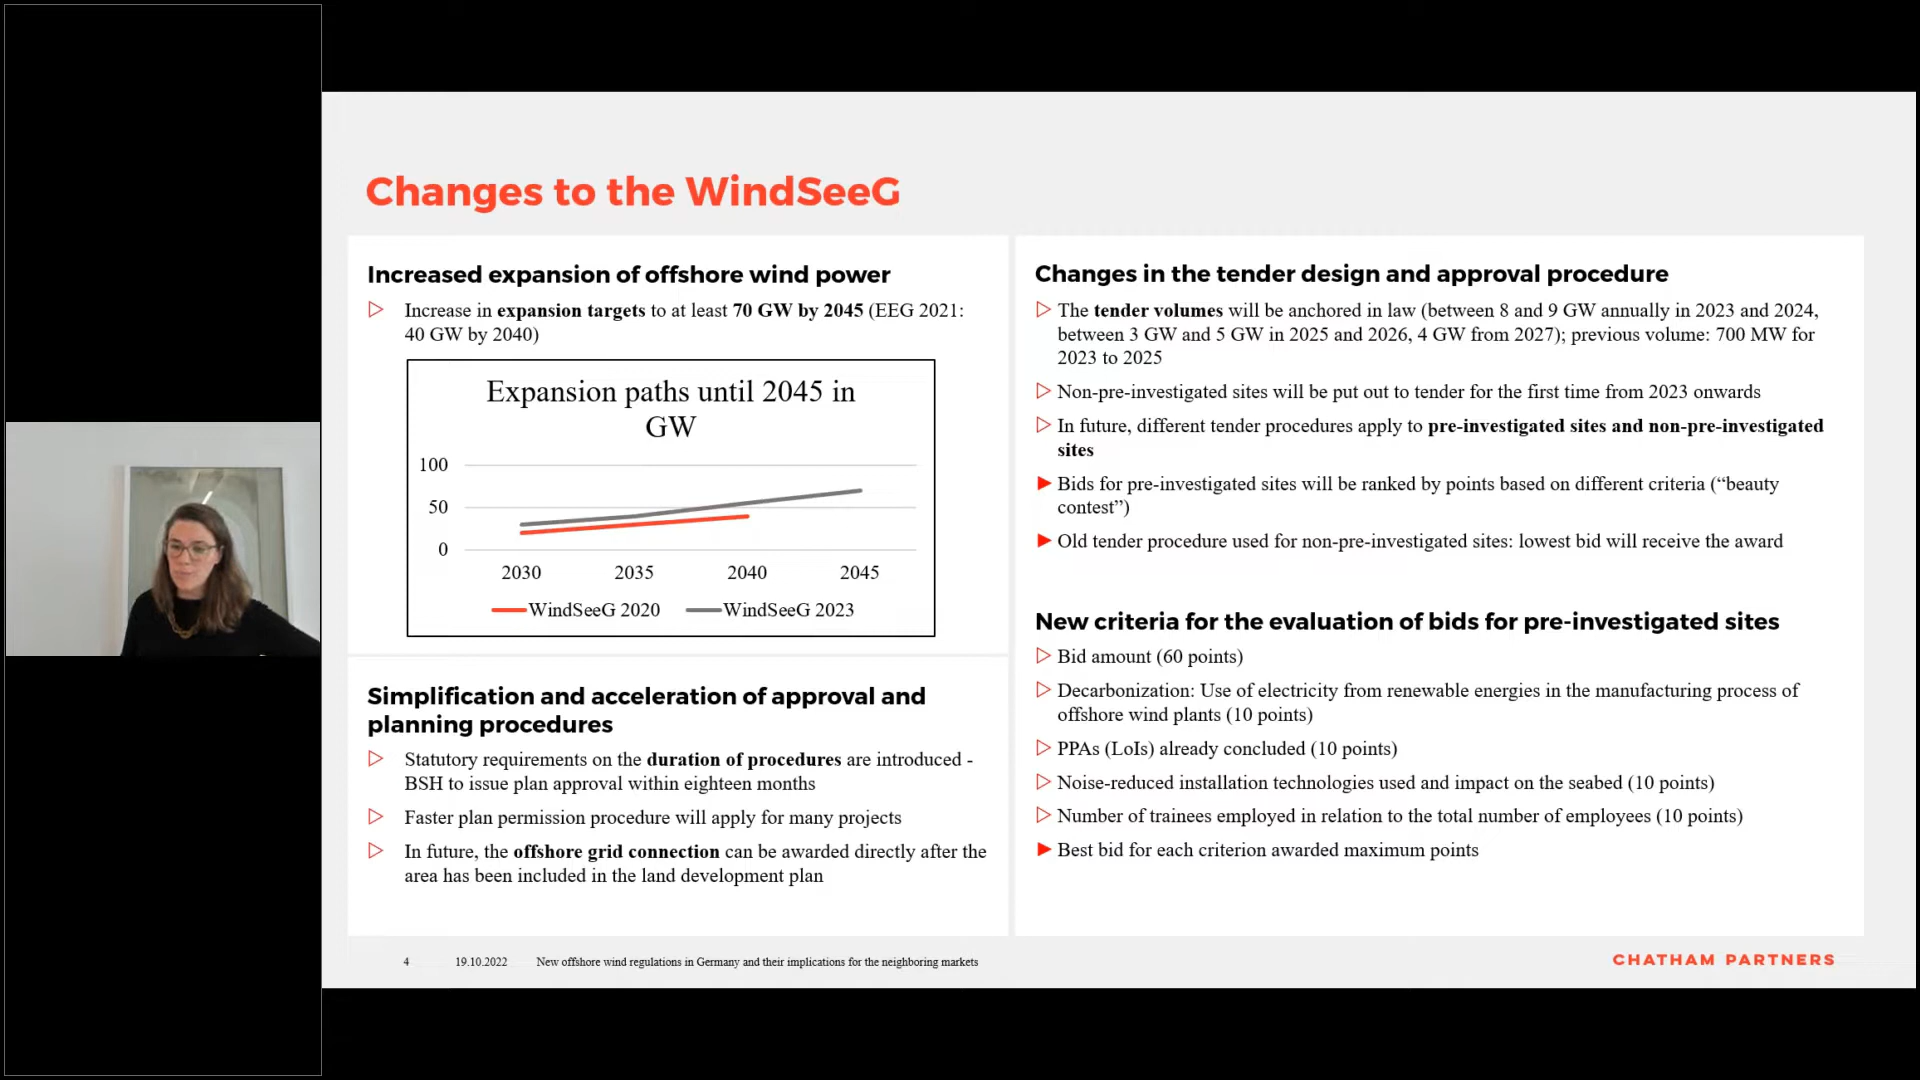 Changes to the WindSeeG
Increased expansion of offshore wind power
Increase in expansion targets to at least 70 GW by 2045 (EEG 2021:
40 GW by 2040)
Expansion paths until 2045 in
GW
100
50
0
2030 2035 2040 2045
WindSeeG 2020 WindSeeG 2023
Simplification and acceleration of approval and
planning procedures
Statutory requirements on the duration of procedures are introduced -
BSH to issue plan approval within eighteen months
Faster plan permission procedure will apply for many projects
In future, the offshore grid connection can be awarded directly after the
area has been included in the land development plan
Changes in the tender design and approval procedure
The tender volumes will be anchored in law (between 8 and 9 GW annually in 2023 and 2024,
between 3 GW and 5 GW in 2025 and 2026, 4 GW from 2027); previous volume: 700 MW for
2023 to 2025
Non-pre-investigated sites will be put out to tender for the first time from 2023 onwards
In future, different tender procedures apply to pre-investigated sites and non-pre-investigated
sites
Bids for pre-investigated sites will be ranked by points based on different criteria (“beauty
contest”)
Old tender procedure used for non-pre-investigated sites: lowest bid will receive the award
New criteria for the evaluation of bids for pre-investigated sites
Bid amount (60 points)
Decarbonization: Use of electricity from renewable energies in the manufacturing process of
offshore wind plants (10 points)
PPAs (LoIs) already concluded (10 points)
Noise-reduced installation technologies used and impact on the seabed (10 points)
Number of trainees employed in relation to the total number of employees (10 points)
Best bid for each criterion awarded maximum points
4 19.10.2022 New offshore wind regulations in Germany and their implications for the neighboring markets
CHATHAM PARTNERS